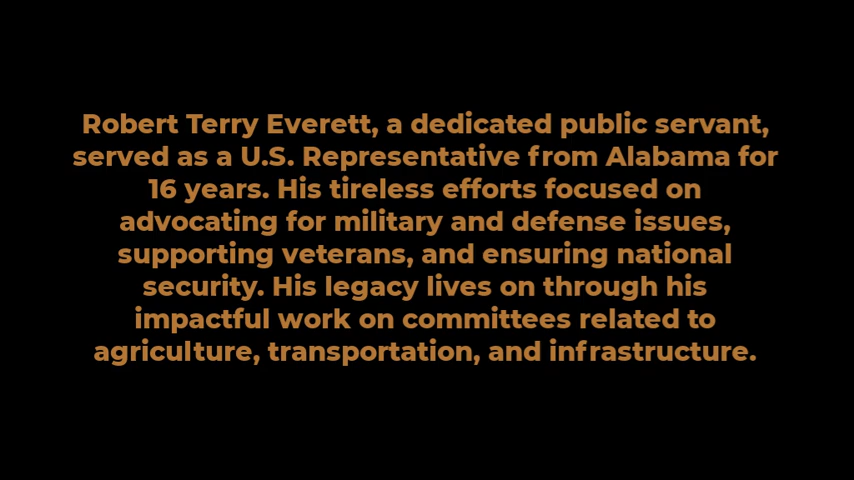 Robert Terry Everett, a dedicated public servant,
served as a U.S. Representative from Alabama for
16 years. His tireless efforts focused on
advocating for military and defense issues,
supporting veterans, and ensuring national
security. His legacy lives on through his
impactful work on committees related to
agriculture, transportation, and infrastructure.